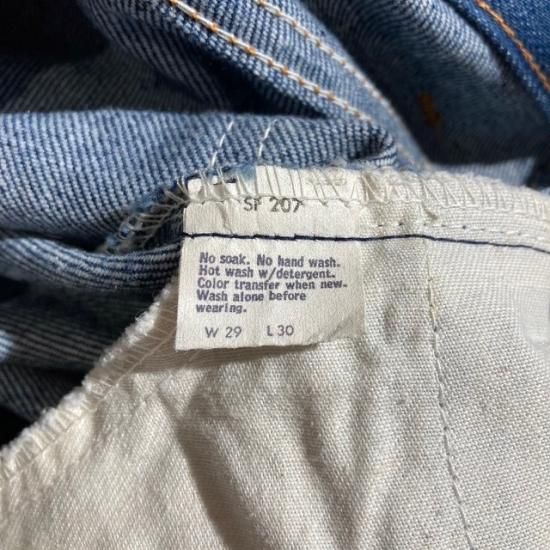 SF 207
No soak. No hand wash.
Hot wash w/detergent.
Color transfer when new.
Wash alone before
wearing.
W 29 L 30